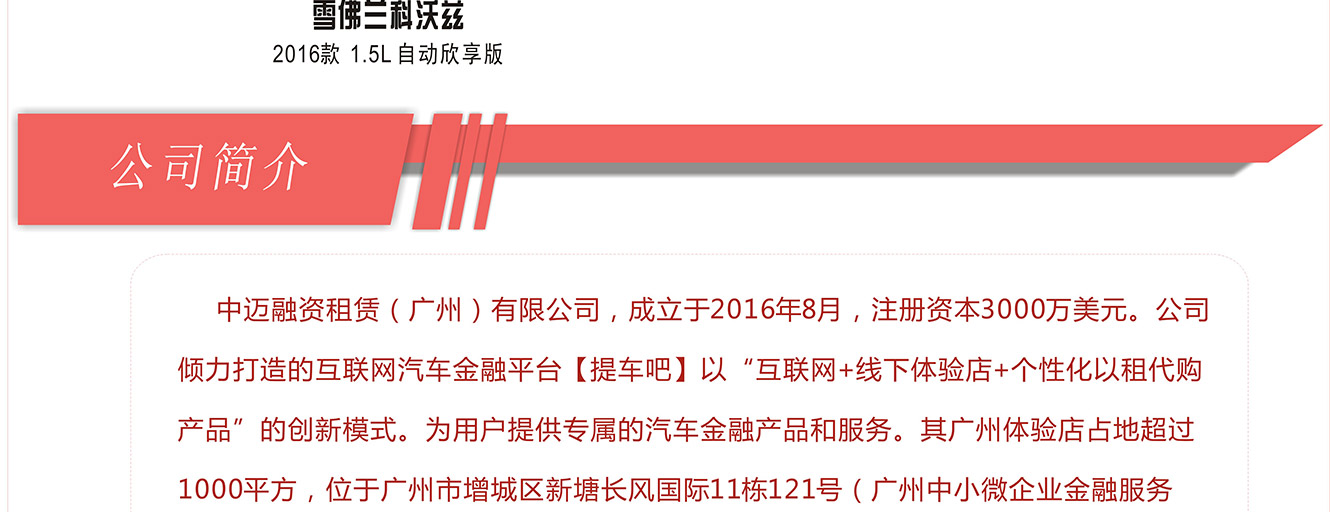 雪佛兰科沃兹
2016款 1.5L 自动欣享版
公司简介
中迈融资租赁（广州）有限公司，成立于2016年8月，注册资本3000万美元。公司
倾力打造的互联网汽车金融平台【提车吧】以“互联网+线下体验店+个性化以租代购
产品”的创新模式。为用户提供专属的汽车金融产品和服务。其广州体验店占地超过
1000平方，位于广州市增城区新塘长风国际11栋121号（广州中小微企业金融服务